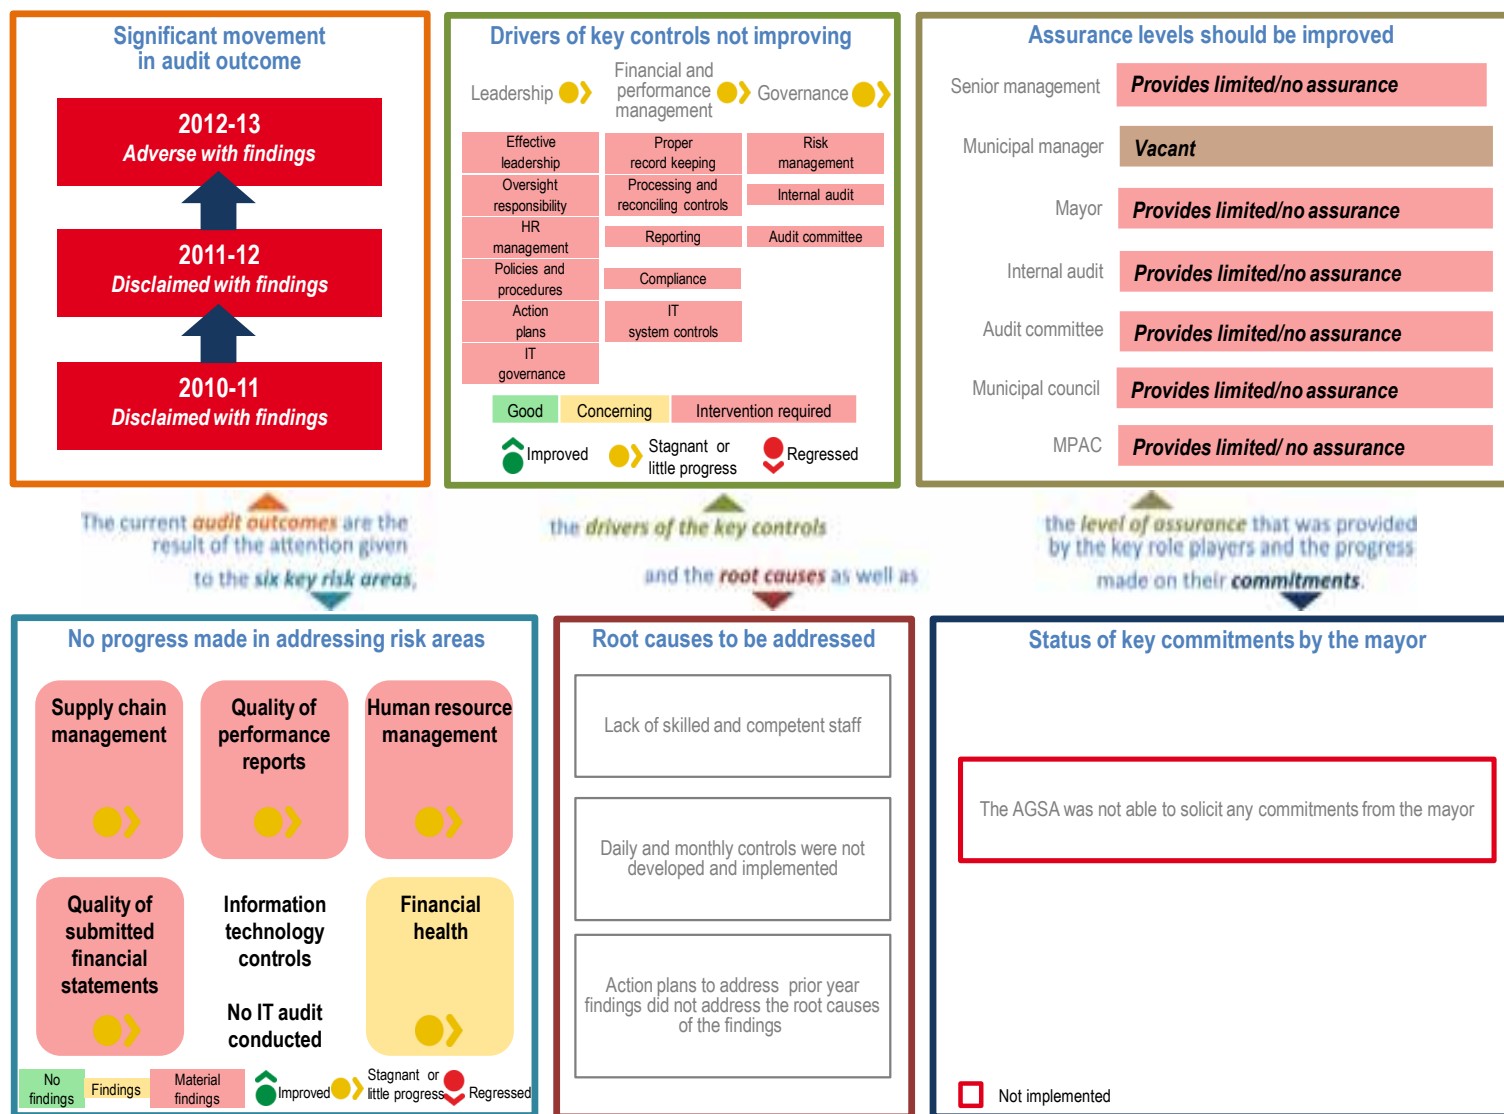 Significant movement
in audit outcome
2012-13
Adverse with findings
2011-12
Disclaimed with findings
2010-11
Disclaimed with findings
Drivers of key controls not improving
Leadership
Financial and
performance
management
Governance
Effective
leadership
Oversight
responsibility
HR
management
Policies and
procedures
Action
plans
IT
governance
Proper
record keeping
Processing and
reconciling controls
Reporting
Compliance
IT
system controls
Risk
management
Internal audit
Audit committee
Good
Concerning
Intervention required
Improved
Stagnant or
little progress
Regressed
Assurance levels should be improved
Senior management
Provides limited/no assurance
Municipal manager
Vacant
Mayor
Provides limited/no assurance
Internal audit
Provides limited/no assurance
Audit committee
Provides limited/no assurance
Municipal council
Provides limited/no assurance
MPAC
Provides limited/ no assurance
The current audit outcomes are the
result of the attention given
to the six key risk areas,
the drivers of the key controls
and the root causes as well as
the level of assurance that was provided
by the key role players and the progress
made on their commitments.
No progress made in addressing risk areas
Supply chain
management
Quality of
performance
reports
Human resource
management
Quality of
submitted
financial
statements
Information
technology
controls
No IT audit
conducted
Financial
health
No
findings
Findings
Material
findings
Improved
Stagnant or
little progress
Regressed
Root causes to be addressed
Lack of skilled and competent staff
Daily and monthly controls were not
developed and implemented
Action plans to address prior year
findings did not address the root causes
of the findings
Status of key commitments by the mayor
The AGSA was not able to solicit any commitments from the mayor
Not implemented